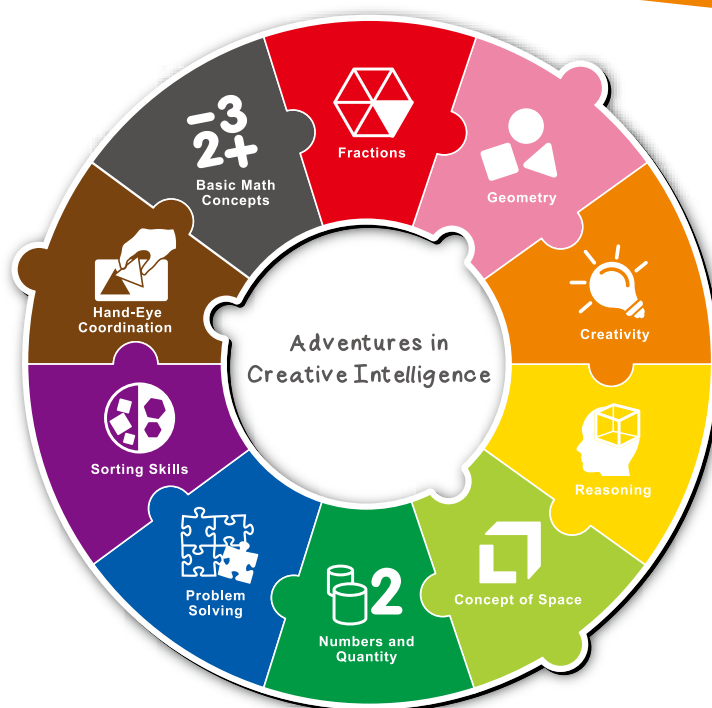 Fractions
Geometry
Creativity
Reasoning
Concept of Space
2
Numbers and
Quantity
Problem
Solving
Sorting Skills
Hand-Eye
Coordination
−3
2+
Basic Math
Concepts
Adventures in
Creative Intelligence